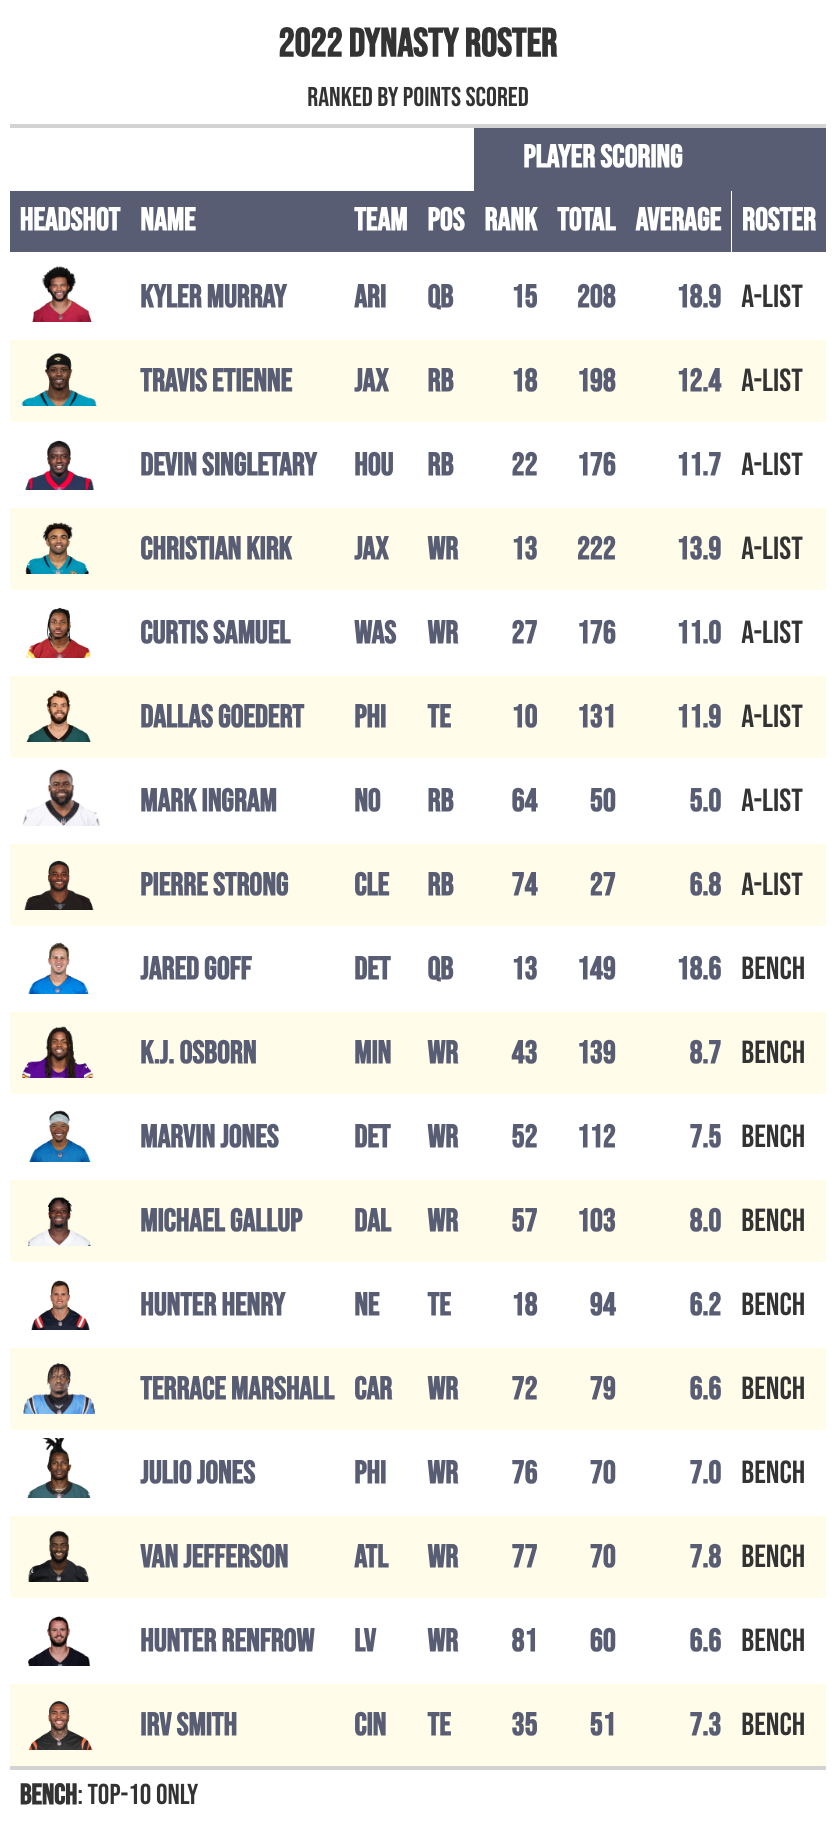 2022 DYNASTY ROSTER
RANKED BY POINTS SCORED
PLAYER SCORING
HEADSHOT NAME TEAM POS RANK TOTAL AVERAGE ROSTER
KYLER MURRAY ARI QB 15 208 18.9 A-LIST
TRAVIS ETIENNE JAX RB 18 198 12.4 A-LIST
DEVIN SINGLETARY HOU RB 22 176 11.7 A-LIST
CHRISTIAN KIRK JAX WR 13 222 13.9 A-LIST
CURTIS SAMUEL WAS WR 27 176 11.0 A-LIST
DALLAS GOEDERT PHI TE 10 131 11.9 A-LIST
MARK INGRAM NO RB 64 50 5.0 A-LIST
PIERRE STRONG CLE RB 74 27 6.8 A-LIST
JARED GOFF DET QB 13 149 18.6 BENCH
K.J. OSBORN MIN WR 43 139 8.7 BENCH
MARVIN JONES DET WR 52 112 7.5 BENCH
MICHAEL GALLUP DAL WR 57 103 8.0 BENCH
HUNTER HENRY NE TE 18 94 6.2 BENCH
TERRACE MARSHALL CAR WR 72 79 6.6 BENCH
JULIO JONES PHI WR 76 70 7.0 BENCH
VAN JEFFERSON ATL WR 77 70 7.8 BENCH
HUNTER RENFROW LV WR 81 60 6.6 BENCH
IRV SMITH CIN TE 35 51 7.3 BENCH
BENCH: TOP-10 ONLY